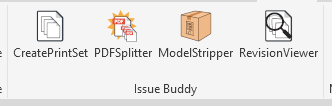 CreatePrintSet PDFSplitter ModelStripper RevisionViewer
Issue Buddy